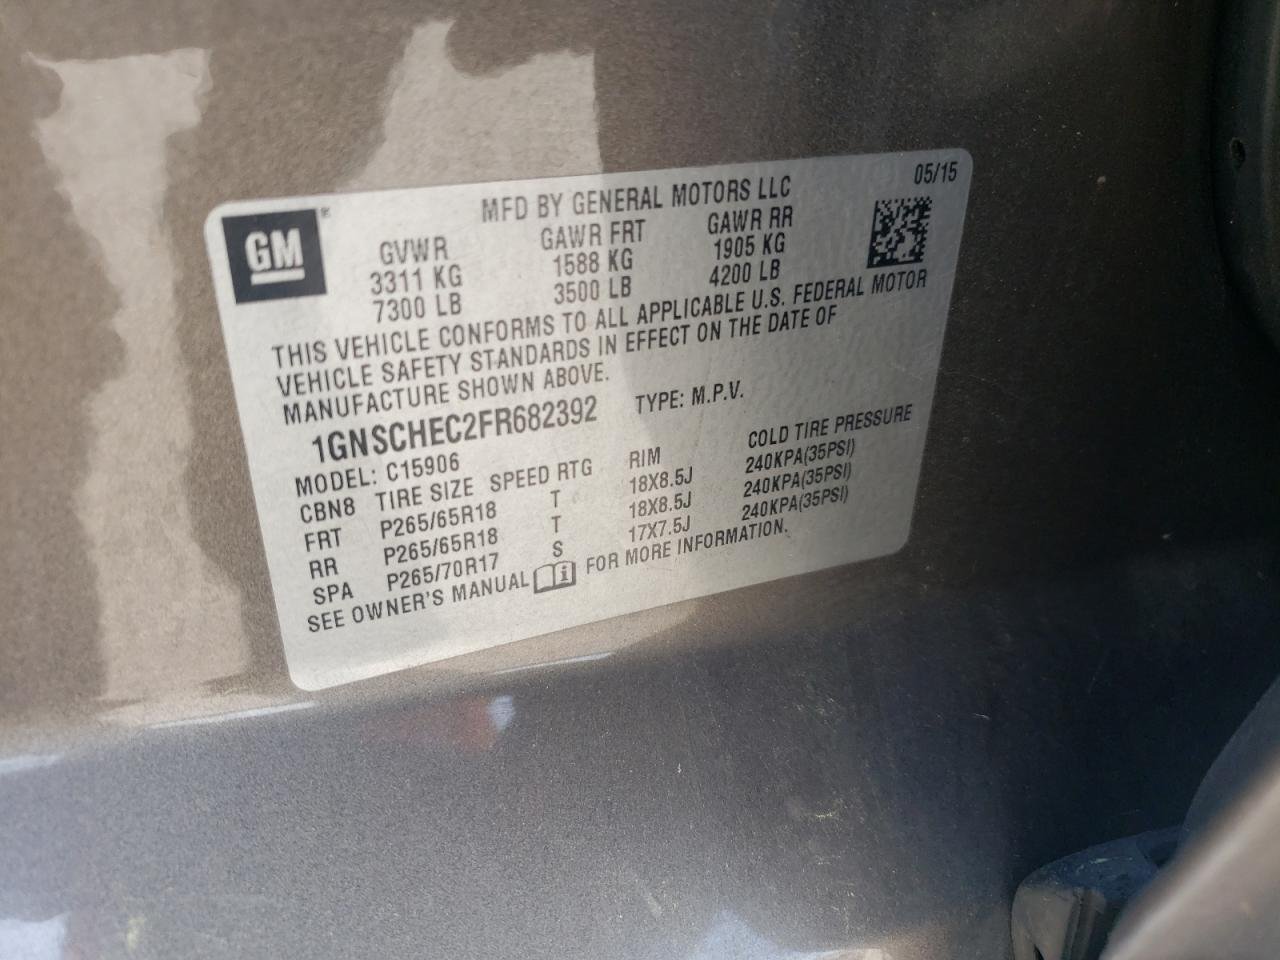 05/15
MFD BY GENERAL MOTORS LLC
GM
GVWR GAWR FRT GAWR RR
3311 KG 1588 KG 1905 KG
7300 LB 3500 LB 4200 LB
THIS VEHICLE CONFORMS TO ALL APPLICABLE U.S. FEDERAL MOTOR
VEHICLE SAFETY STANDARDS IN EFFECT ON THE DATE OF
MANUFACTURE SHOWN ABOVE.
1GNSCHEC2FR682392 TYPE: M.P.V.
MODEL: C15906
CBN8 TIRE SIZE SPEED RTG RIM COLD TIRE PRESSURE
FRT P265/65R18 T 18X8.5J 240KPA(35PSI)
RR P265/65R18 T 18X8.5J 240KPA(35PSI)
SPA P265/70R17 S 17X7.5J 240KPA(35PSI)
SEE OWNER'S MANUAL FOR MORE INFORMATION.